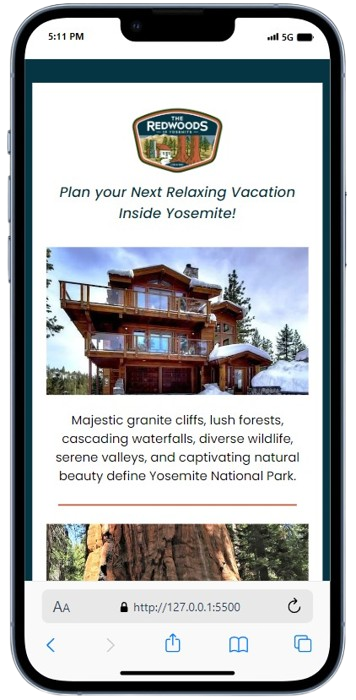 5:11 PM
5G
THE
REDWOODS
IN YOSEMITE
Plan your Next Relaxing Vacation
Inside Yosemite!
Majestic granite cliffs, lush forests,
cascading waterfalls, diverse wildlife,
serene valleys, and captivating natural
beauty define Yosemite National Park.
AA
http://127.0.0.1:5500